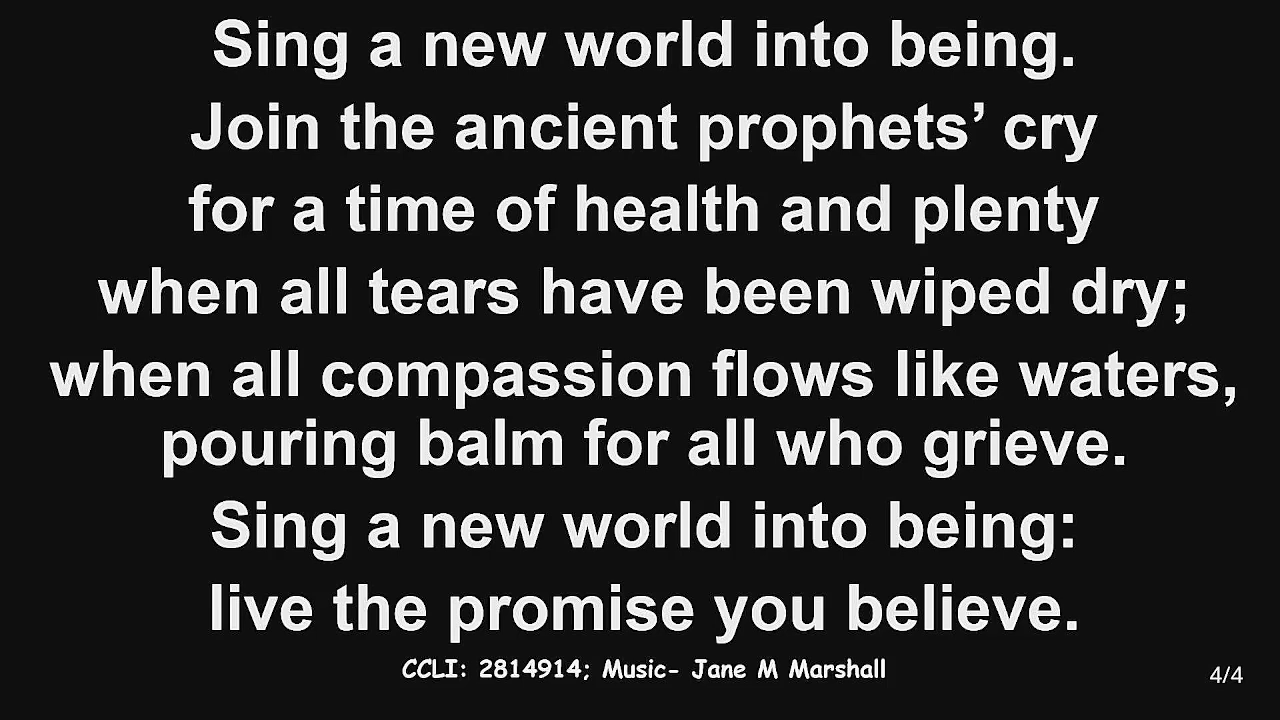 Sing a new world into being.
Join the ancient prophets’ cry
for a time of health and plenty
when all tears have been wiped dry;
when all compassion flows like waters,
pouring balm for all who grieve.
Sing a new world into being:
live the promise you believe.
CCLI: 2814914; Music- Jane M Marshall
4/4